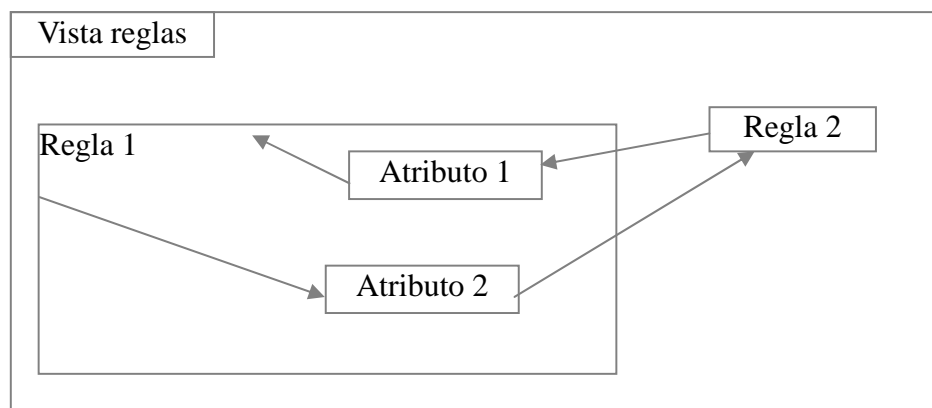 Vista reglas
Regla 1
Atributo 1
Regla 2
Atributo 2